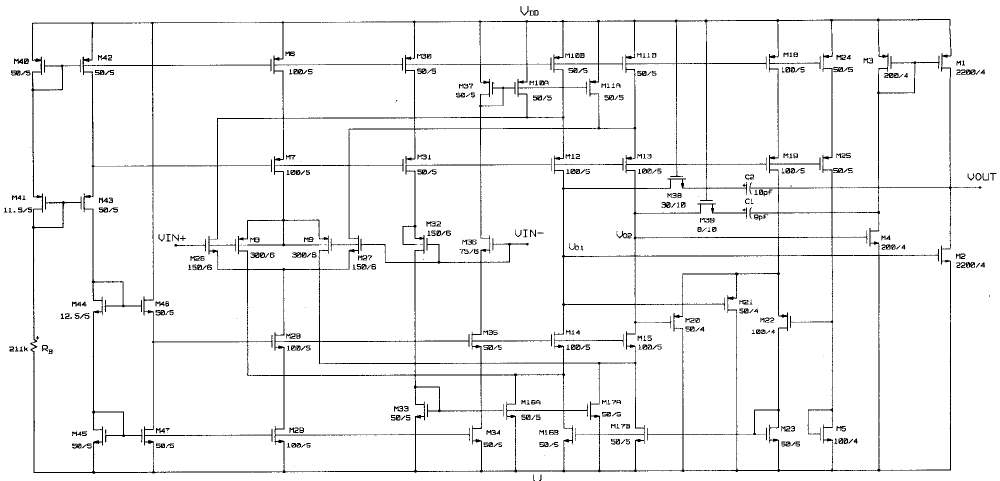 VDD
M40
50/5
M42
50/5
M6
100/5
M30
50/5
M10B
50/5
M11B
50/5
M18
100/5
M24
50/5
M3
200/4
M1
2200/4
M37
50/5
M10A
50/5
M11A
50/5
M7
100/5
M31
50/5
M12
100/5
M13
100/5
M19
100/5
M25
50/5
M41
11.5/5
M43
50/5
M38
30/10
C2
10pf
M39
8/10
C1
9pf
VOUT
VIN+
M26
150/6
M8
300/6
M9
300/6
M27
150/6
M32
150/6
M36
75/6
VIN-
VO1
VO2
M4
200/4
M2
2200/4
M44
12.5/5
M46
50/5
M21
50/4
M20
50/4
M22
100/4
211k
RB
M28
100/5
M35
50/5
M14
100/5
M15
100/5
M33
50/5
M16A
50/5
M17A
50/5
M45
50/5
M47
50/5
M29
100/5
M34
50/5
M16B
50/5
M17B
50/5
M23
50/5
M5
100/4